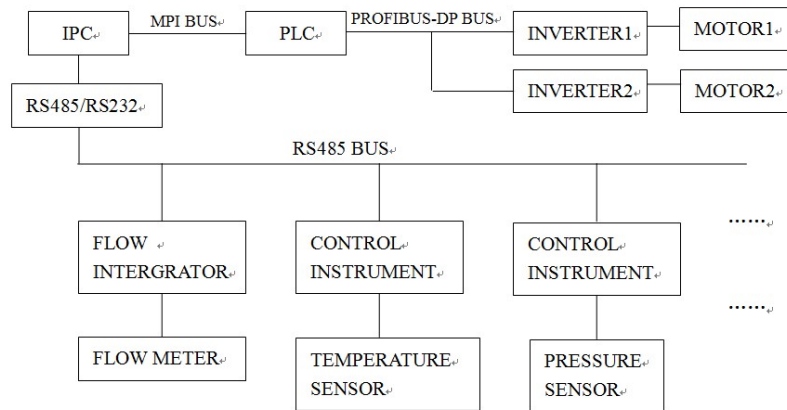 IPC
MPI BUS
PLC
PROFIBUS-DP BUS
INVERTER1
MOTOR1
INVERTER2
MOTOR2
RS485/RS232
RS485 BUS
FLOW
INTERGRATOR
CONTROL
INSTRUMENT
CONTROL
INSTRUMENT
……
FLOW METER
TEMPERATURE
SENSOR
PRESSURE
SENSOR
……